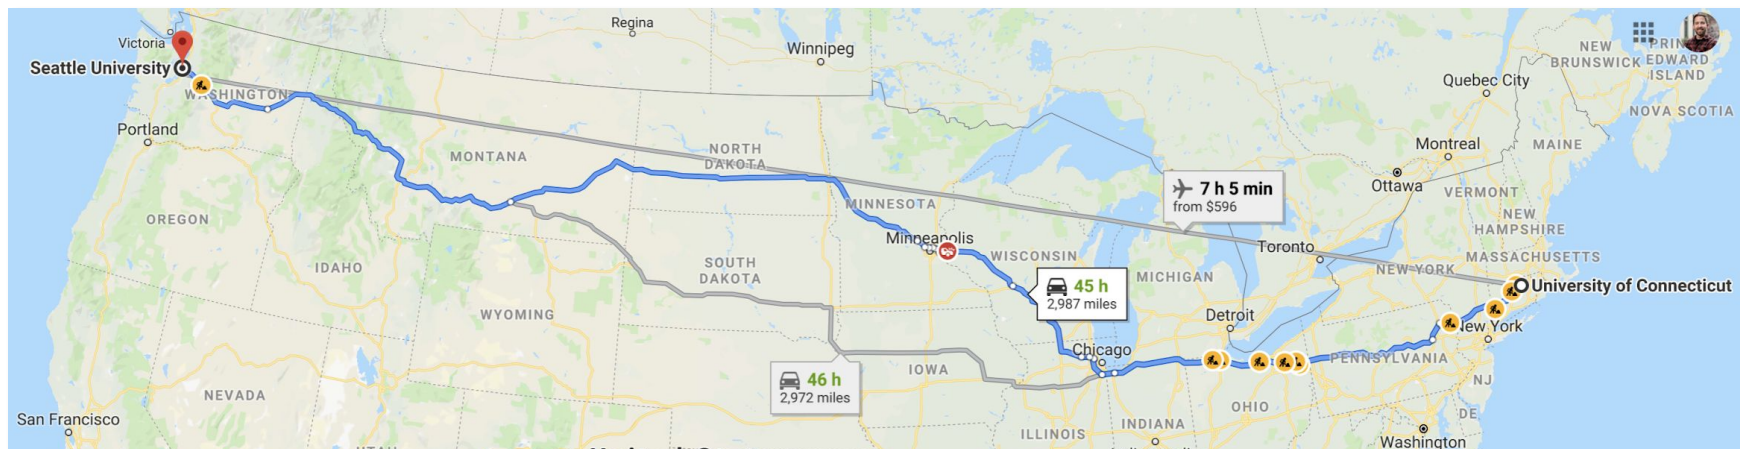 Regina
Victoria
Winnipeg
NEW
BRUNSWICK
PRINCE
EDWARD
ISLAND
Seattle University
Quebec City
WASHINGTON
NOVA SCOTIA
Portland
Montreal
MAINE
MONTANA
NORTH
DAKOTA
Ottawa
7 h 5 min
from $596
VERMONT
MINNESOTA
OREGON
NEW
HAMPSHIRE
Minneapolis
Toronto
WISCONSIN
MASSACHUSETTS
IDAHO
SOUTH
DAKOTA
MICHIGAN
NEW YORK
45 h
2,987 miles
University of Connecticut
WYOMING
Detroit
New York
Chicago
PENNSYLVANIA
46 h
2,972 miles
IOWA
NJ
NEVADA
OHIO
DE
San Francisco
ILLINOIS
INDIANA
Washington
UTAH